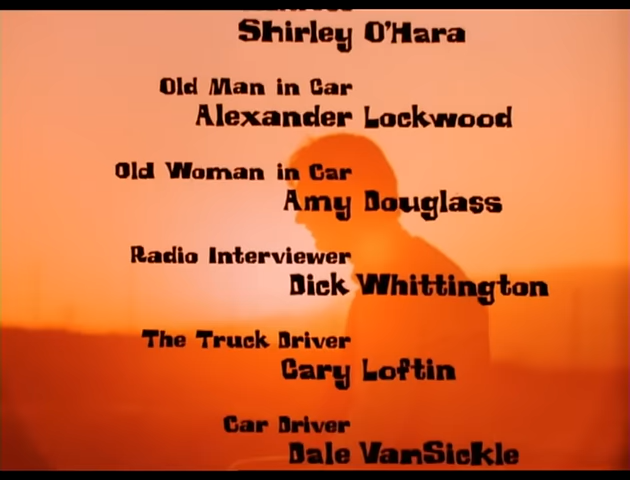 Shirley O'Hara
Old Man in Car
Alexander Lockwood
Old Woman in Car
Amy Douglass
Radio Interviewer
Dick Whittington
The Truck Driver
Cary Loftin
Car Driver
Dale VanSickle